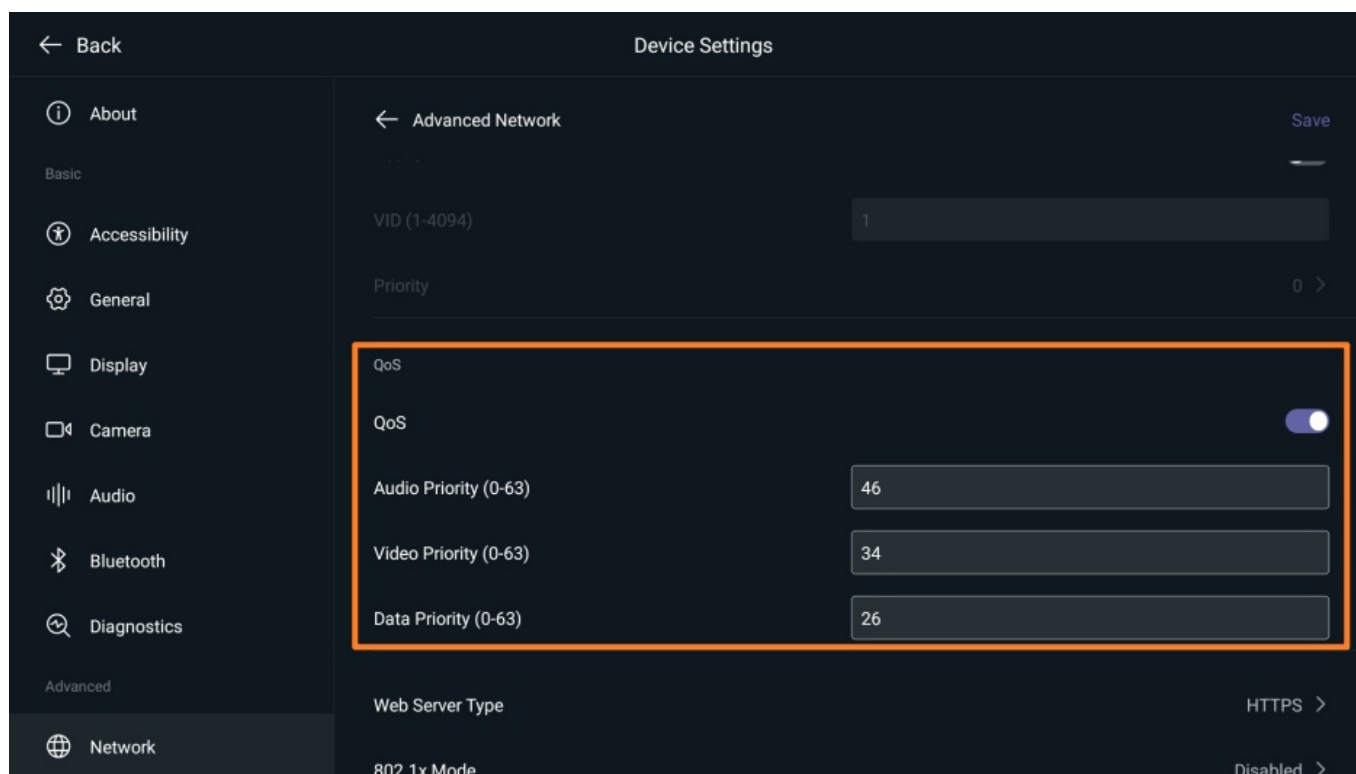 Back
Device Settings
About
Basic
Accessibility
General
Display
Camera
Audio
Bluetooth
Diagnostics
Advanced
Network
Advanced Network
Save
VID (1-4094)
1
Priority
0
QoS
QoS
Audio Priority (0-63)
46
Video Priority (0-63)
34
Data Priority (0-63)
26
Web Server Type
HTTPS
802.1x Mode
Disabled